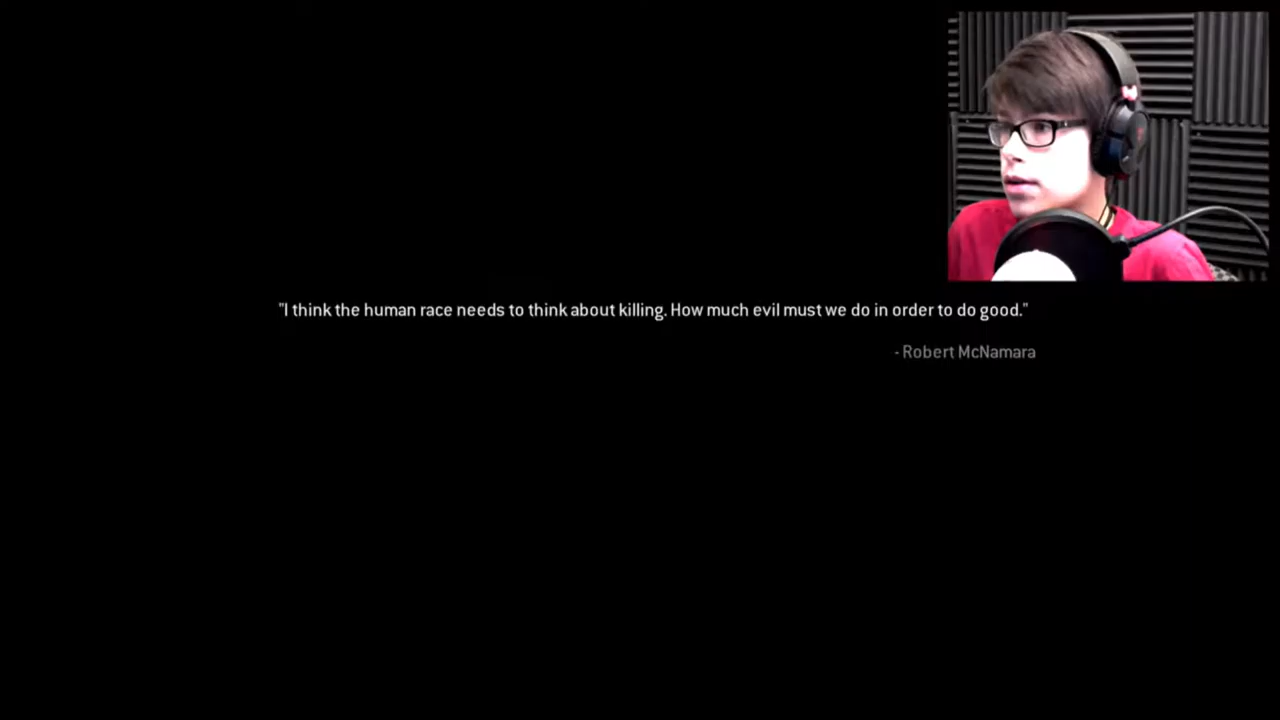 "I think the human race needs to think about killing. How much evil must we do in order to do good."
- Robert McNamara